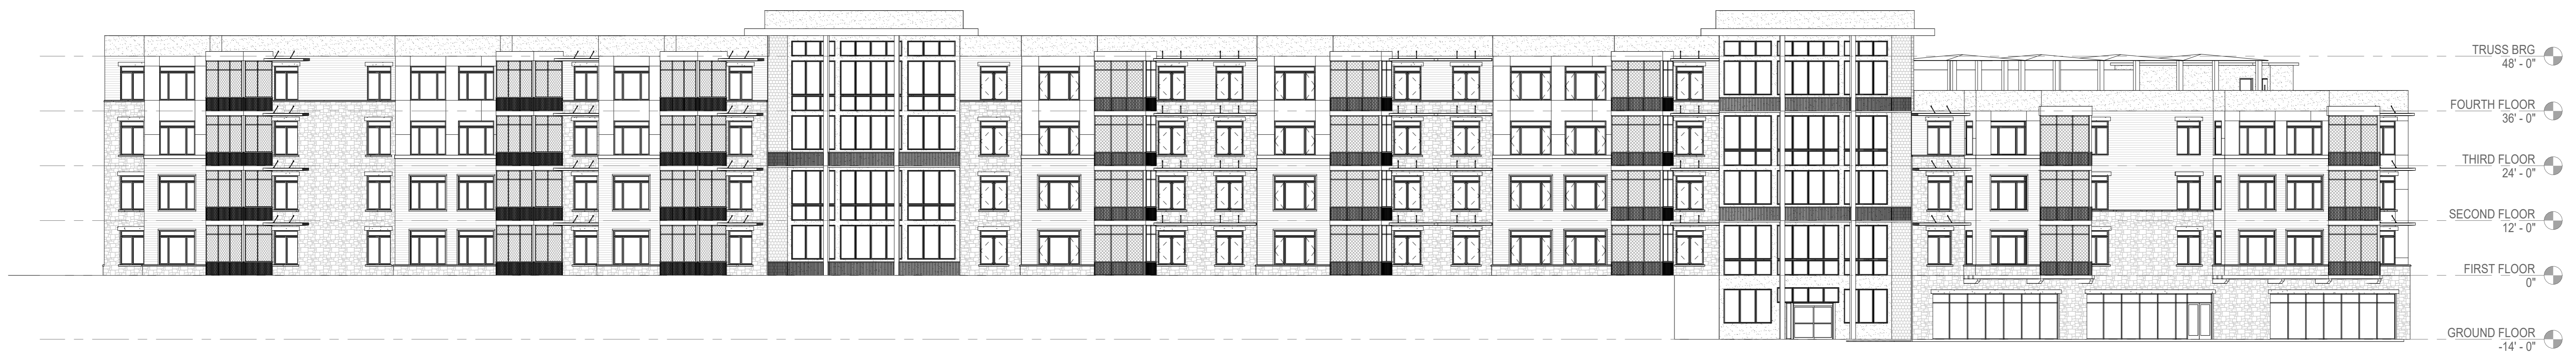 TRUSS BRG
48' - 0"
FOURTH FLOOR
36' - 0"
THIRD FLOOR
24' - 0"
SECOND FLOOR
12' - 0"
FIRST FLOOR
0"
GROUND FLOOR
-14' - 0"